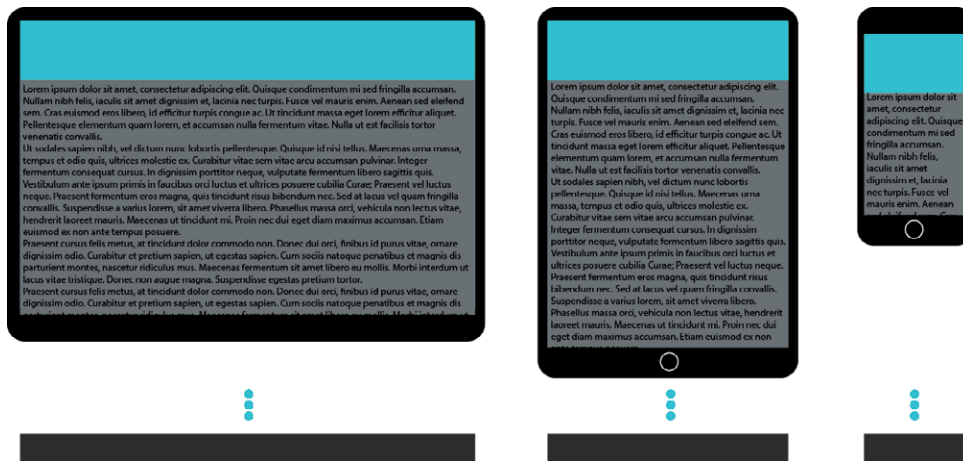 Lorem ipsum dolor sit amet, consectetur adipiscing elit. Quisque condimentum mi sed fringilla accumsan.
Nullam nibh felis, iaculis sit amet dignissim et, lacinia nec turpis. Fusce vel mauris enim. Aenean sed eleifend
sem. Cras euismod eros libero, id efficitur turpis congue ac. Ut tincidunt massa eget lorem efficitur aliquet.
Pellentesque elementum quam lorem, et accumsan nulla fermentum vitae. Nulla ut est facilisis tortor
venenatis convallis.
Ut sodales sapien nibh, vel dictum nunc lobortis pellentesque. Quisque id nisi tellus. Maecenas urna massa,
tempus et odio quis, ultrices molestie ex. Curabitur vitae sem vitae arcu accumsan pulvinar. Integer
fermentum consequat cursus. In dignissim porttitor neque, vulputate fermentum libero sagittis quis.
Vestibulum ante ipsum primis in faucibus orci luctus et ultrices posuere cubilia Curae; Praesent vel luctus
neque. Praesent fermentum eros magna, quis tincidunt risus bibendum nec. Sed at lacus vel quam fringilla
convallis. Suspendisse a varius lorem, sit amet viverra libero. Phasellus massa orci, vehicula non lectus vitae,
hendrerit laoreet mauris. Maecenas ut tincidunt mi. Proin nec dui eget diam maximus accumsan. Etiam
euismod ex non ante tempus posuere.
Praesent cursus felis metus, at tincidunt dolor commodo non. Donec dui orci, finibus id purus vitae, ornare
dignissim odio. Curabitur et pretium sapien, ut egestas sapien. Cum sociis natoque penatibus et magnis dis
parturient montes, nascetur ridiculus mus. Maecenas fermentum sit amet libero eu mollis. Morbi interdum ut
lacus vitae tristique. Donec non augue magna. Suspendisse egestas pretium tortor.
Praesent cursus felis metus, at tincidunt dolor commodo non. Donec dui orci, finibus id purus vitae, ornare
dignissim odio. Curabitur et pretium sapien, ut egestas sapien. Cum sociis natoque penatibus et magnis dis
Lorem ipsum dolor sit amet, consectetur adipiscing elit.
Quisque condimentum mi sed fringilla accumsan.
Nullam nibh felis, iaculis sit amet dignissim et, lacinia nec
turpis. Fusce vel mauris enim. Aenean sed eleifend sem.
Cras euismod eros libero, id efficitur turpis congue ac. Ut
tincidunt massa eget lorem efficitur aliquet. Pellentesque
elementum quam lorem, et accumsan nulla fermentum
vitae. Nulla ut est facilisis tortor venenatis convallis.
Ut sodales sapien nibh, vel dictum nunc lobortis
pellentesque. Quisque id nisi tellus. Maecenas urna
massa, tempus et odio quis, ultrices molestie ex.
Curabitur vitae sem vitae arcu accumsan pulvinar.
Integer fermentum consequat cursus. In dignissim
porttitor neque, vulputate fermentum libero sagittis quis.
Vestibulum ante ipsum primis in faucibus orci luctus et
ultrices posuere cubilia Curae; Praesent vel luctus neque.
Praesent fermentum eros magna, quis tincidunt risus
bibendum nec. Sed at lacus vel quam fringilla convallis.
Suspendisse a varius lorem, sit amet viverra libero.
Phasellus massa orci, vehicula non lectus vitae, hendrerit
laoreet mauris. Maecenas ut tincidunt mi. Proin nec dui
eget diam maximus accumsan. Etiam euismod ex non
Lorem ipsum dolor sit
amet, consectetur
adipiscing elit. Quisque
condimentum mi sed
fringilla accumsan.
Nullam nibh felis,
iaculis sit amet
dignissim et, lacinia
nec turpis. Fusce vel
mauris enim. Aenean